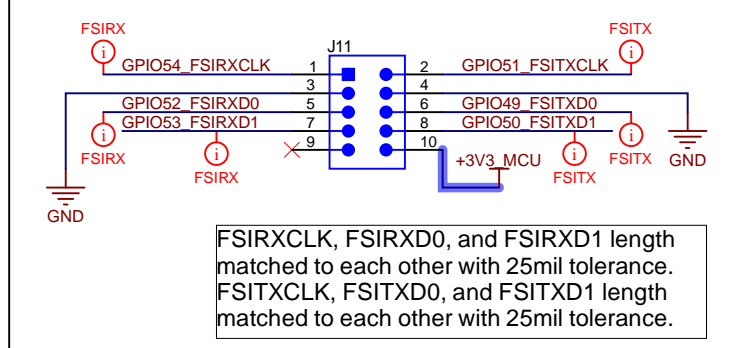 FSIRX
FSITX
J11
GPIO54_FSIRXCLK 1 2 GPIO51_FSITXCLK
3 4
GPIO52_FSIRXD0 5 6 GPIO49_FSITXD0
GPIO53_FSIRXD1 7 8 GPIO50_FSITXD1
9 10
+3V3_MCU
FSIRX
FSIRX
FSITX
FSITX
GND
GND
FSIRXCLK, FSIRXD0, and FSIRXD1 length
matched to each other with 25mil tolerance.
FSITXCLK, FSITXD0, and FSITXD1 length
matched to each other with 25mil tolerance.